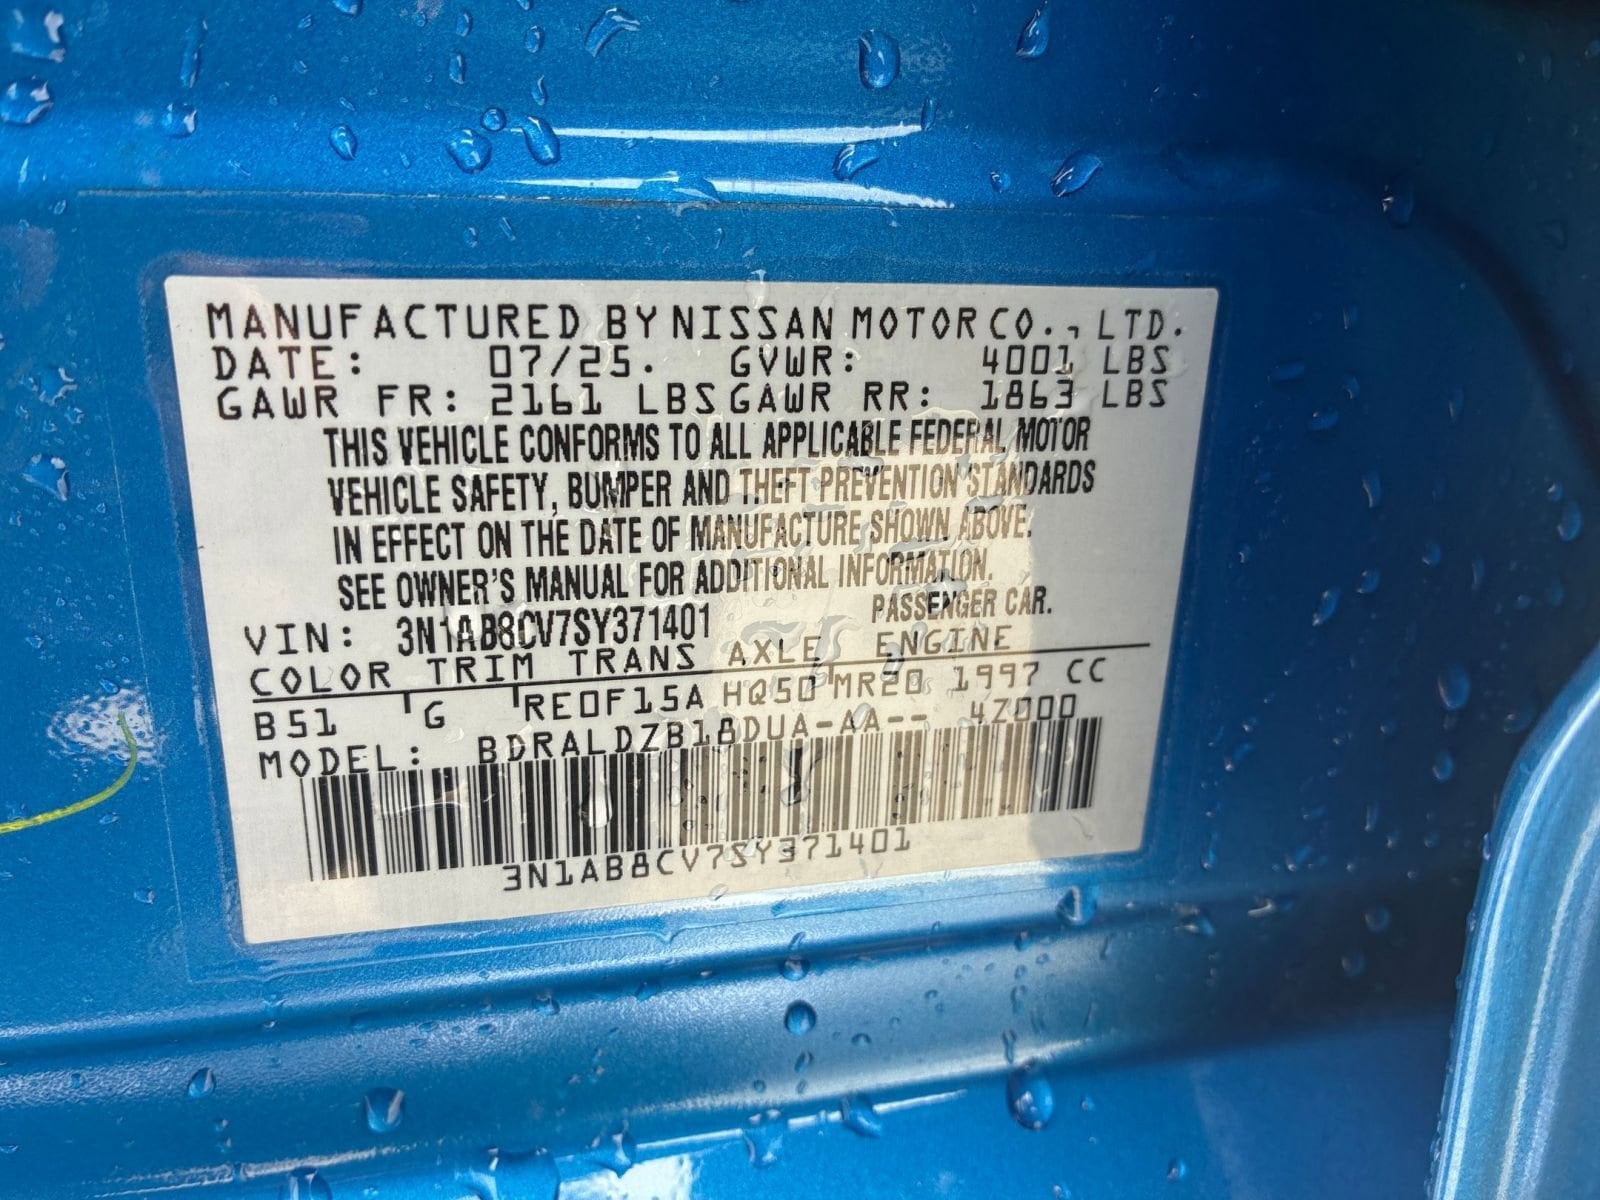 MANUFACTURED BY NISSAN MOTOR CO., LTD.
DATE: 07/25. GVWR: 4001 LBS
GAWR FR: 2161 LBS GAWR RR: 1863 LBS
THIS VEHICLE CONFORMS TO ALL APPLICABLE FEDERAL MOTOR
VEHICLE SAFETY, BUMPER AND THEFT PREVENTION STANDARDS
IN EFFECT ON THE DATE OF MANUFACTURE SHOWN ABOVE.
SEE OWNER'S MANUAL FOR ADDITIONAL INFORMATION.
VIN: 3N1AB8CV7SY371401 PASSENGER CAR.
COLOR TRIM TRANS AXLE ENGINE
B51 G RE0F15A HQ50 MR20 1997 CC
MODEL: BDRALDZB18DUA-AA-- 4Z000
3N1AB8CV7SY371401